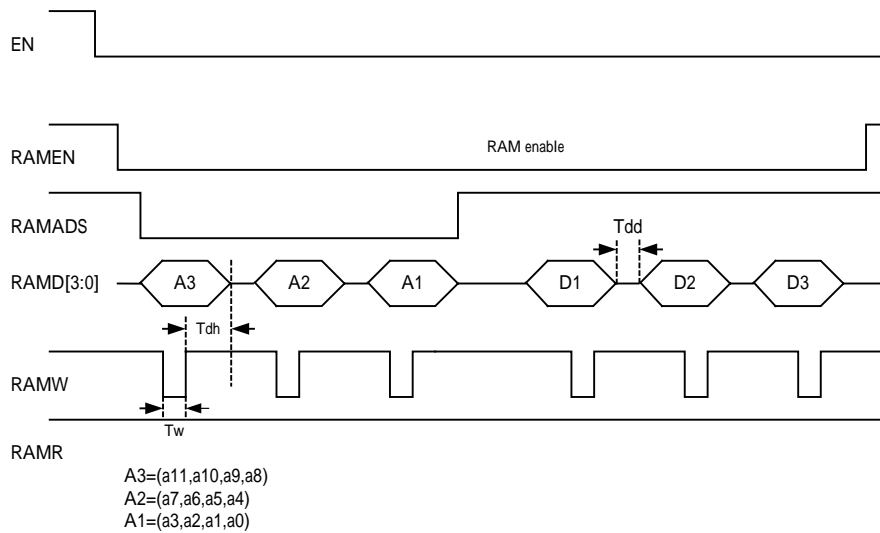 EN
RAM enable
RAMEN
RAMADS
Tdd
RAMD[3:0] A3 A2 A1 D1 D2 D3
Tdh
RAMW
Tw
RAMR
A3=(a11,a10,a9,a8)
A2=(a7,a6,a5,a4)
A1=(a3,a2,a1,a0)